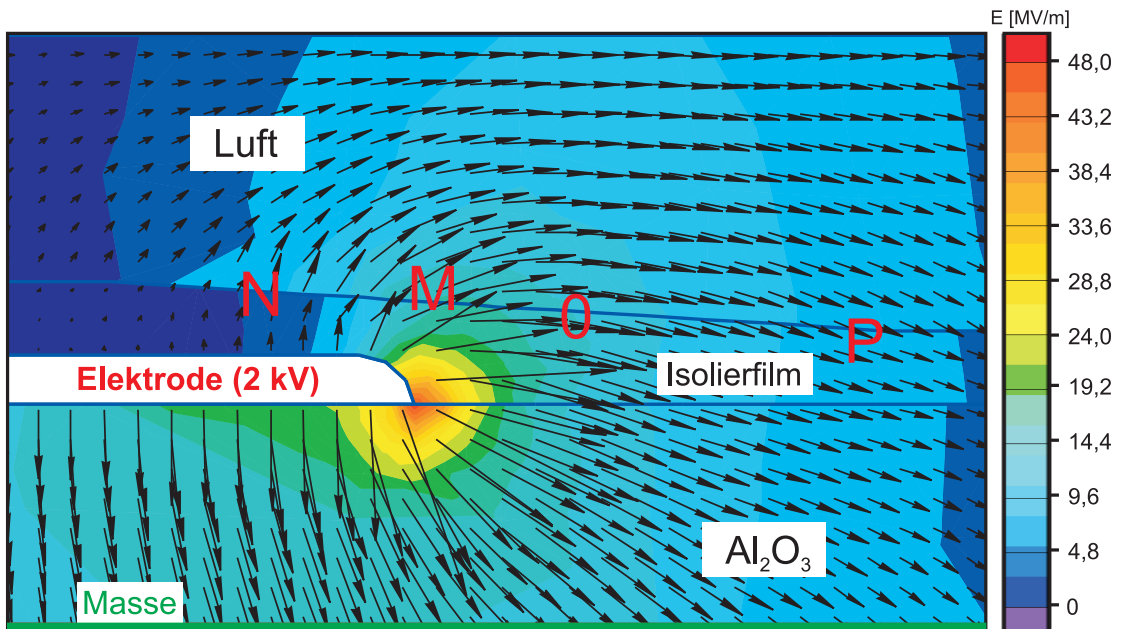 E [MV/m]
48,0
43,2
38,4
33,6
28,8
24,0
19,2
14,4
9,6
4,8
0
Luft
N
M
0
P
Elektrode (2 kV)
Isolierfilm
Al₂O₃
Masse